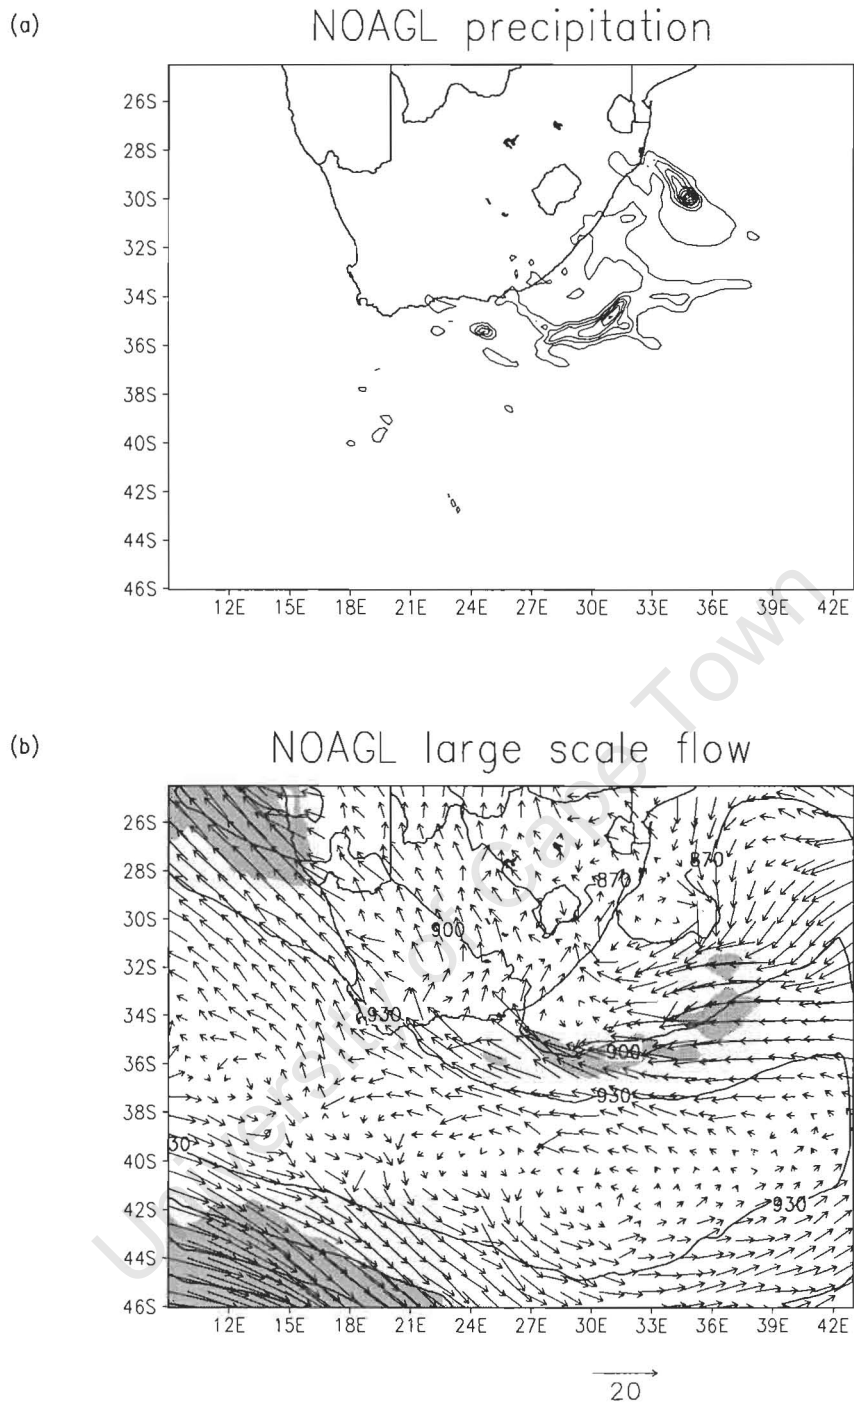 (a)
NOAGL precipitation
26S
28S
30S
32S
34S
36S
38S
40S
42S
44S
46S
12E 15E 18E 21E 24E 27E 30E 33E 36E 39E 42E
(b)
NOAGL large scale flow
26S
28S
30S
32S
34S
36S
38S
40S
42S
44S
46S
870
870
900
930
900
930
30
930
12E 15E 18E 21E 24E 27E 30E 33E 36E 39E 42E
20
University of Cape Town